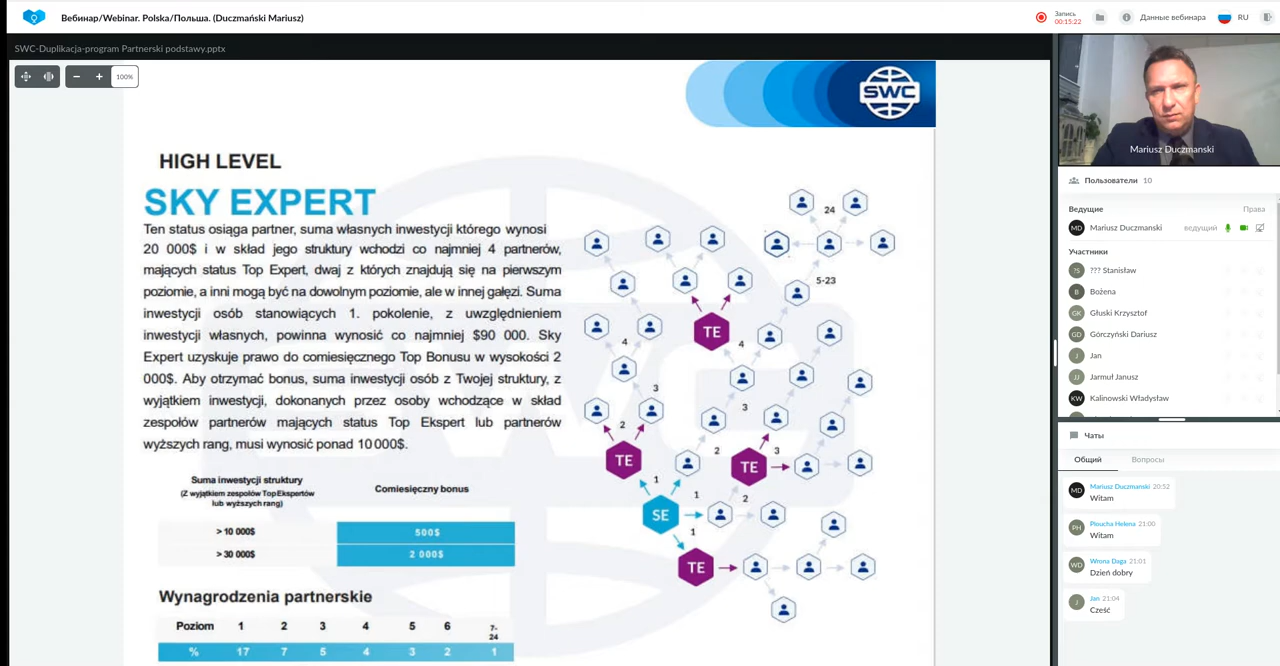 Вебинар/Webinar. Polska/Польша. (Duczmański Mariusz)
Запись
00:15:22
Данные вебинара
RU
SWC-Duplikacja-program Partnerski podstawy.pptx
100%
SWC
HIGH LEVEL
SKY EXPERT
Ten status osiąga partner, suma własnych inwestycji którego wynosi
20 000$ i w skład jego struktury wchodzi co najmniej 4 partnerów,
mających status Top Expert, dwaj z których znajdują się na pierwszym
poziomie, a inni mogą być na dowolnym poziomie, ale w innej gałęzi. Suma
inwestycji osób stanowiących 1. pokolenie, z uwzględnieniem
inwestycji własnych, powinna wynosić co najmniej $90 000. Sky
Expert uzyskuje prawo do comiesięcznego Top Bonusu w wysokości 2
000$. Aby otrzymać bonus, suma inwestycji osób z Twojej struktury, z
wyjątkiem inwestycji, dokonanych przez osoby wchodzące w skład
zespołów partnerów mających status Top Ekspert lub partnerów
wyższych rang, musi wynosić ponad 10 000$.
Suma inwestycji struktury
(Z wyjątkiem zespołów Top Ekspertów
lub wyższych rang)
Comiesięczny bonus
> 10 000$ 500$
> 30 000$ 2 000$
Wynagrodzenia partnerskie
Poziom 1 2 3 4 5 6 7-24
% 17 7 5 4 3 2 1
24
5-23
TE
4
4
3
3
2
TE
2
TE
3
1
1
2
SE
1
2
TE
Mariusz Duczmanski
Пользователи 10
Ведущие Права
MD Mariusz Duczmanski ведущий
Участники
?S ??? Stanisław
B Bożena
GK Głuski Krzysztof
GD Górczyński Dariusz
J Jan
JJ Jarmuł Janusz
KW Kalinowski Władysław
Чаты
Общий Вопросы
MD Mariusz Duczmanski 20:52
Witam
PH Płoucha Helena 21:00
Witam
WD Wrona Daga 21:01
Dzień dobry
J Jan 21:04
Cześć